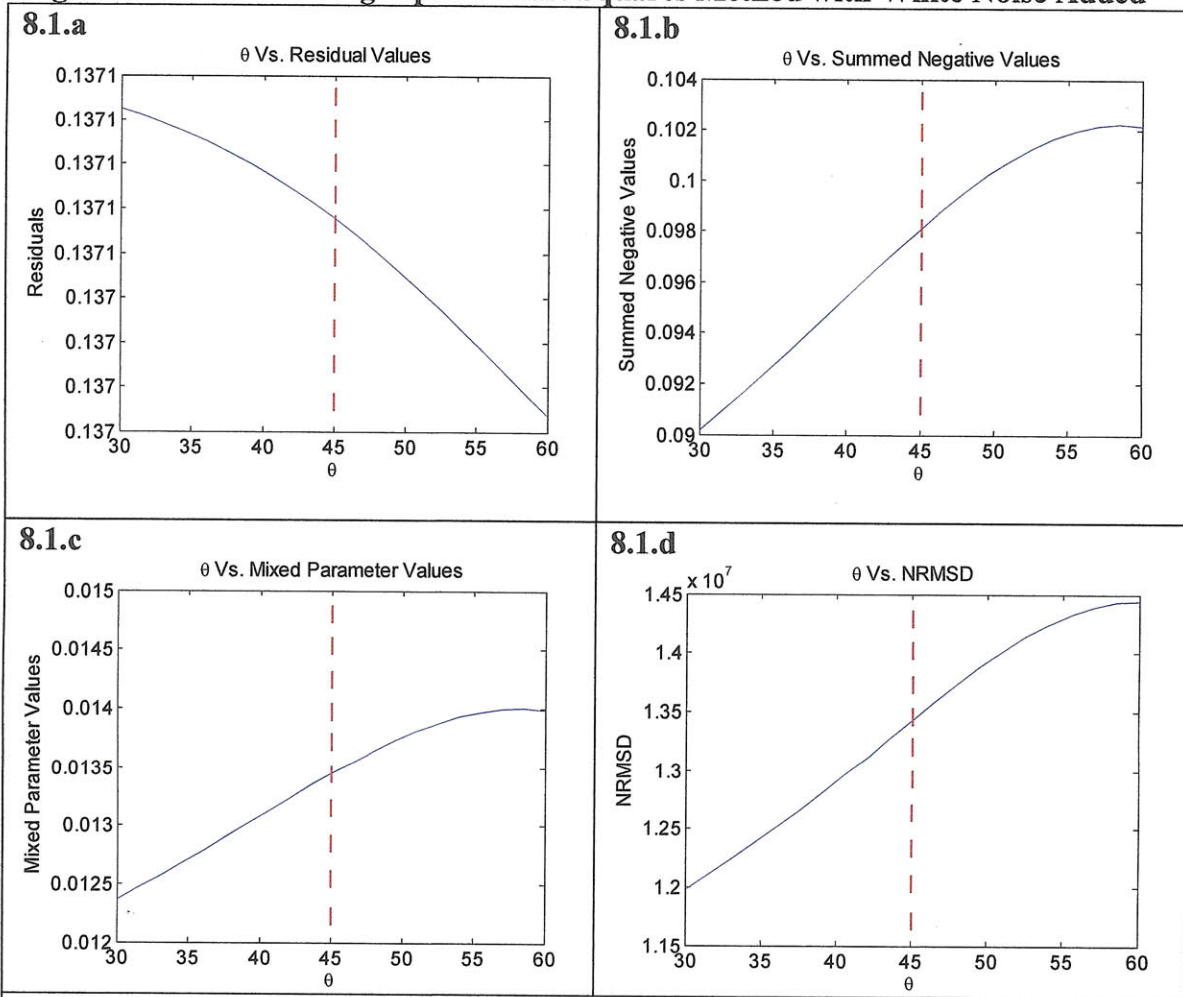 with White Noise Added
8.1.a
θ Vs. Residual Values
0.1371
0.1371
0.1371
0.1371
0.1371
0.137
0.137
0.137
0.137
Residuals
30 35 40 45 50 55 60
θ
8.1.b
θ Vs. Summed Negative Values
0.104
0.102
0.1
0.098
0.096
0.094
0.092
0.09
Summed Negative Values
30 35 40 45 50 55 60
θ
8.1.c
θ Vs. Mixed Parameter Values
0.015
0.0145
0.014
0.0135
0.013
0.0125
0.012
Mixed Parameter Values
30 35 40 45 50 55 60
θ
8.1.d
x 10^7
θ Vs. NRMSD
1.45
1.4
1.35
1.3
1.25
1.2
1.15
NRMSD
30 35 40 45 50 55 60
θ